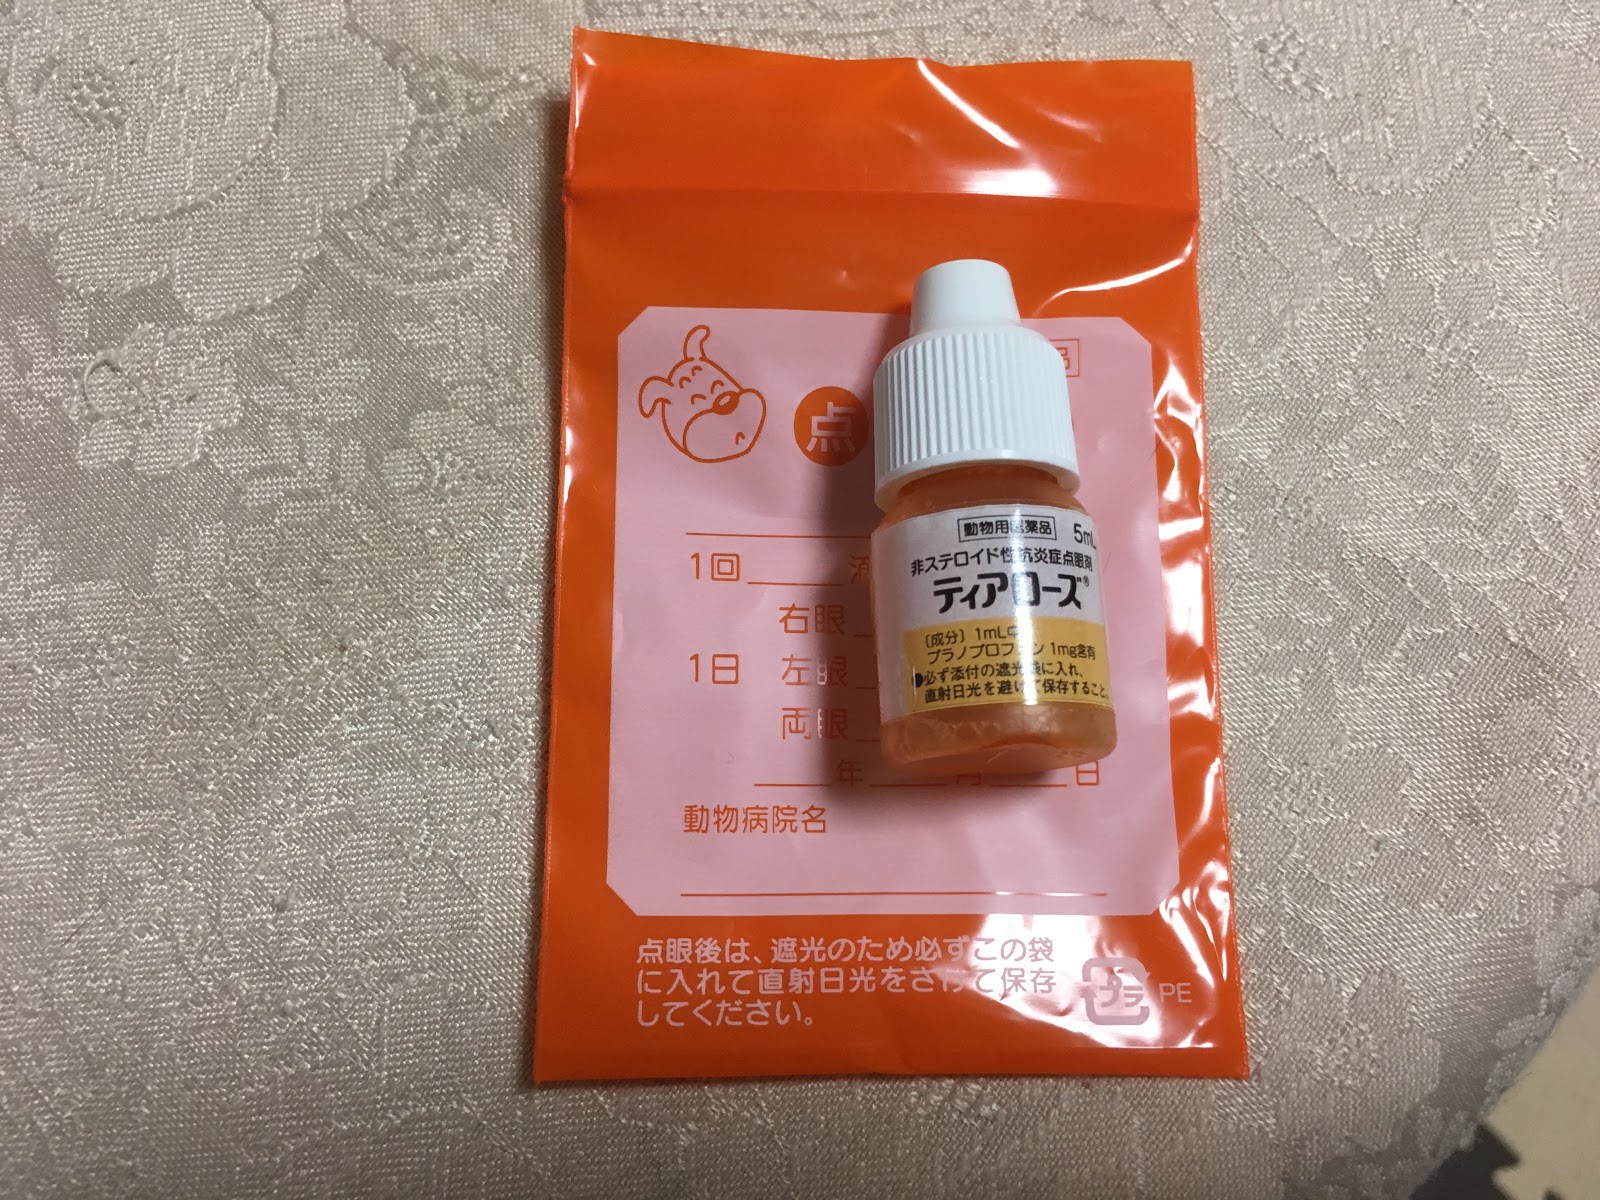 品
点
1回
右眼
1日 左眼
両眼
年 月 日
動物病院名
点眼後は、遮光のため必ずこの袋
に入れて直射日光をさけて保存
してください。
プラ PE
動物用医薬品 5mL
非ステロイド性抗炎症点眼剤
ティアローズ®
〔成分〕1mL中
プラノプロフェン 1mg含有
●必ず添付の遮光袋に入れ、
直射日光を避けて保存すること。